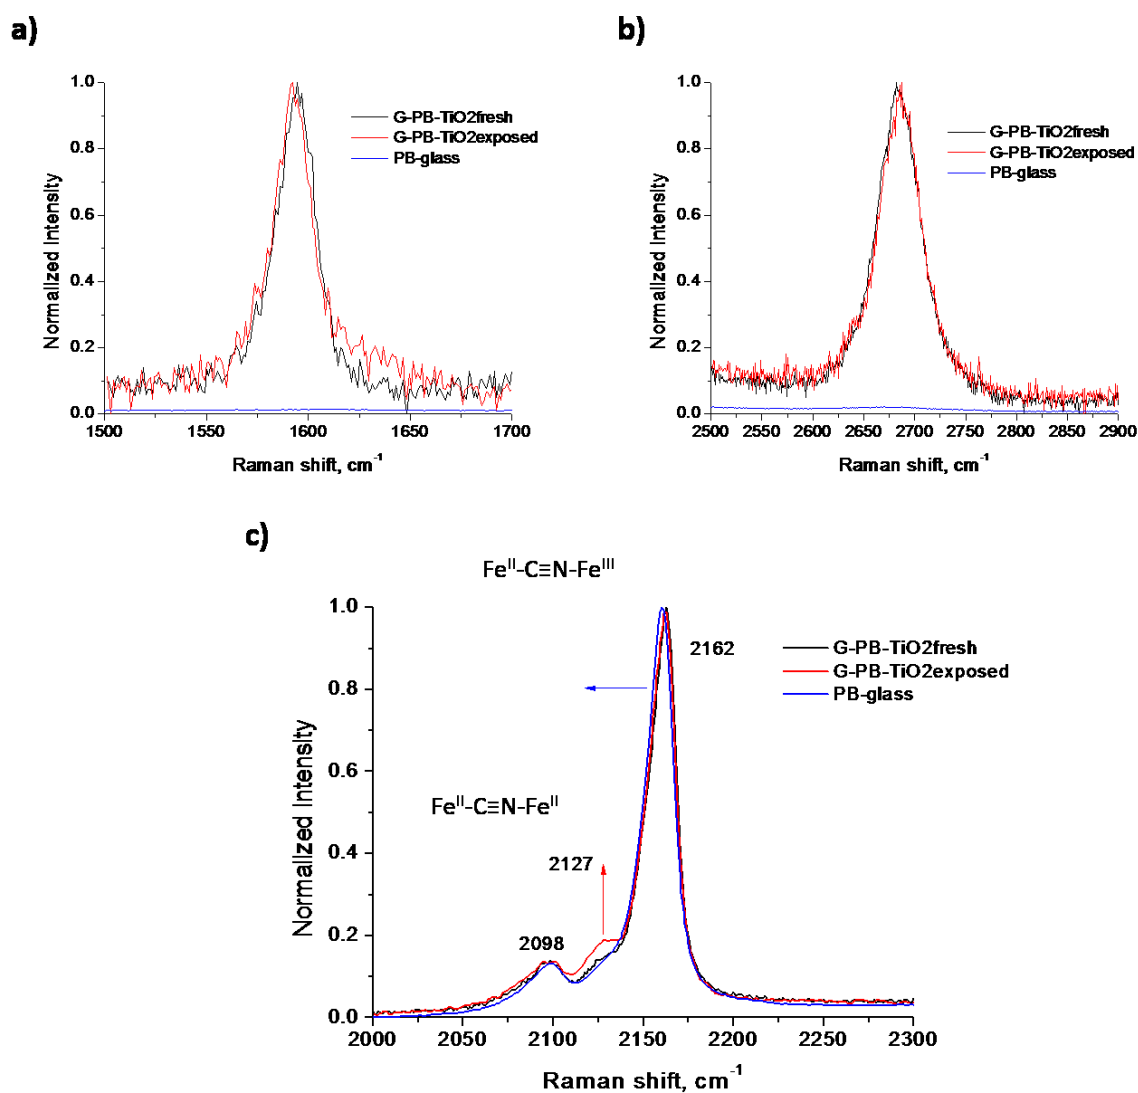 a)
1.0
0.8
0.6
0.4
0.2
0.0
Normalized Intensity
1500 1550 1600 1650 1700
Raman shift, cm⁻¹
G-PB-TiO2fresh
G-PB-TiO2exposed
PB-glass
b)
1.0
0.8
0.6
0.4
0.2
0.0
Normalized Intensity
2500 2550 2600 2650 2700 2750 2800 2850 2900
Raman shift, cm⁻¹
G-PB-TiO2fresh
G-PB-TiO2exposed
PB-glass
c)
Feᴵᴵ-C≡N-Feᴵᴵᴵ
1.0
0.8
0.6
0.4
0.2
0.0
Normalized Intensity
2162
Feᴵᴵ-C≡N-Feᴵᴵ
2127
2098
G-PB-TiO2fresh
G-PB-TiO2exposed
PB-glass
2000 2050 2100 2150 2200 2250 2300
Raman shift, cm⁻¹